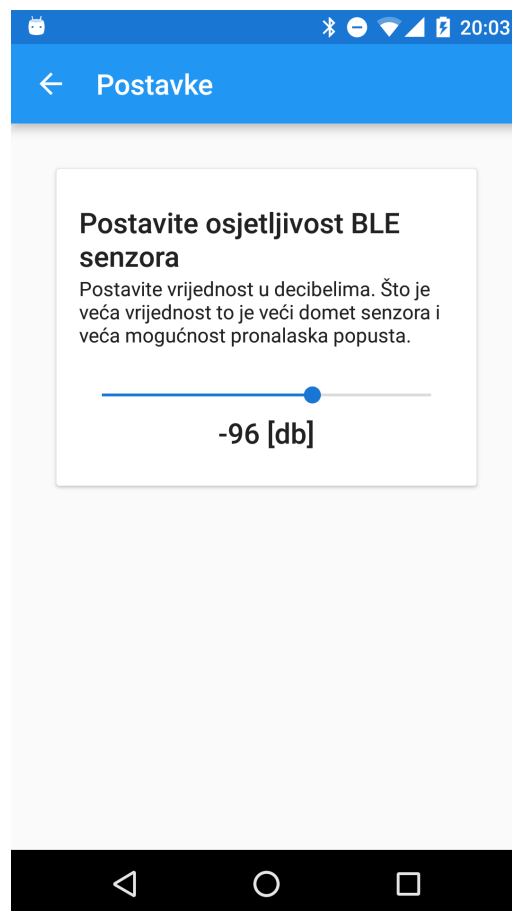 20:03
Postavke
Postavite osjetljivost BLE
senzora
Postavite vrijednost u decibelima. Što je
veća vrijednost to je veći domet senzora i
veća mogućnost pronalaska popusta.
-96 [db]